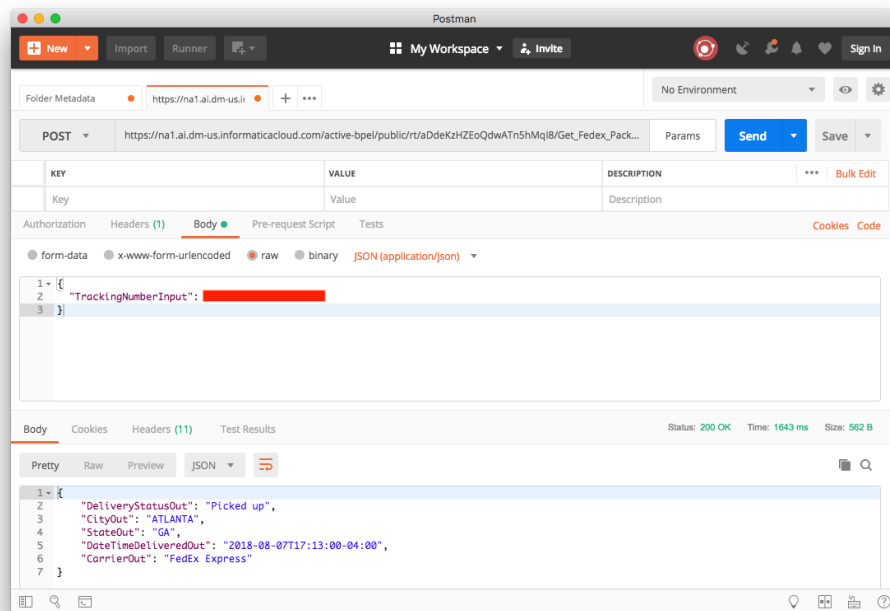 Postman
New Import Runner My Workspace Invite Sign In
Folder Metadata https://na1.ai.dm-us.i No Environment
POST https://na1.ai.dm-us.informaticacloud.com/active-bpel/public/rt/aDdeKzHZEoQdwATn5hMqI8/Get_Fedex_Pack... Params Send Save
KEY VALUE DESCRIPTION Bulk Edit
Key Value Description
Authorization Headers (1) Body Pre-request Script Tests Cookies Code
form-data x-www-form-urlencoded raw binary JSON (application/json)
1 {
2 "TrackingNumberInput":
3 }
Body Cookies Headers (11) Test Results Status: 200 OK Time: 1643 ms Size: 562 B
Pretty Raw Preview JSON
1 {
2 "DeliveryStatusOut": "Picked up",
3 "CityOut": "ATLANTA",
4 "StateOut": "GA",
5 "DateTimeDeliveredOut": "2018-08-07T17:13:00-04:00",
6 "CarrierOut": "FedEx Express"
7 }